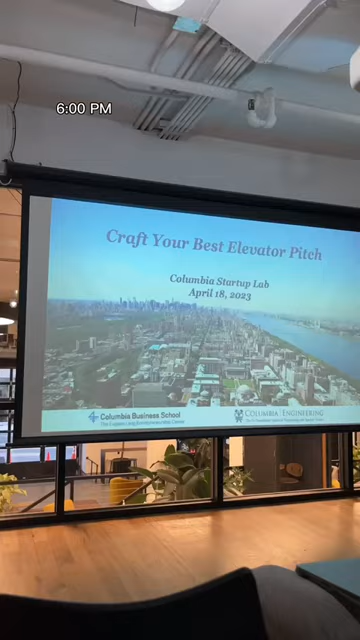 6:00 PM
Craft Your Best Elevator Pitch
Columbia Startup Lab
April 18, 2023
Columbia Business School
COLUMBIA | ENGINEERING